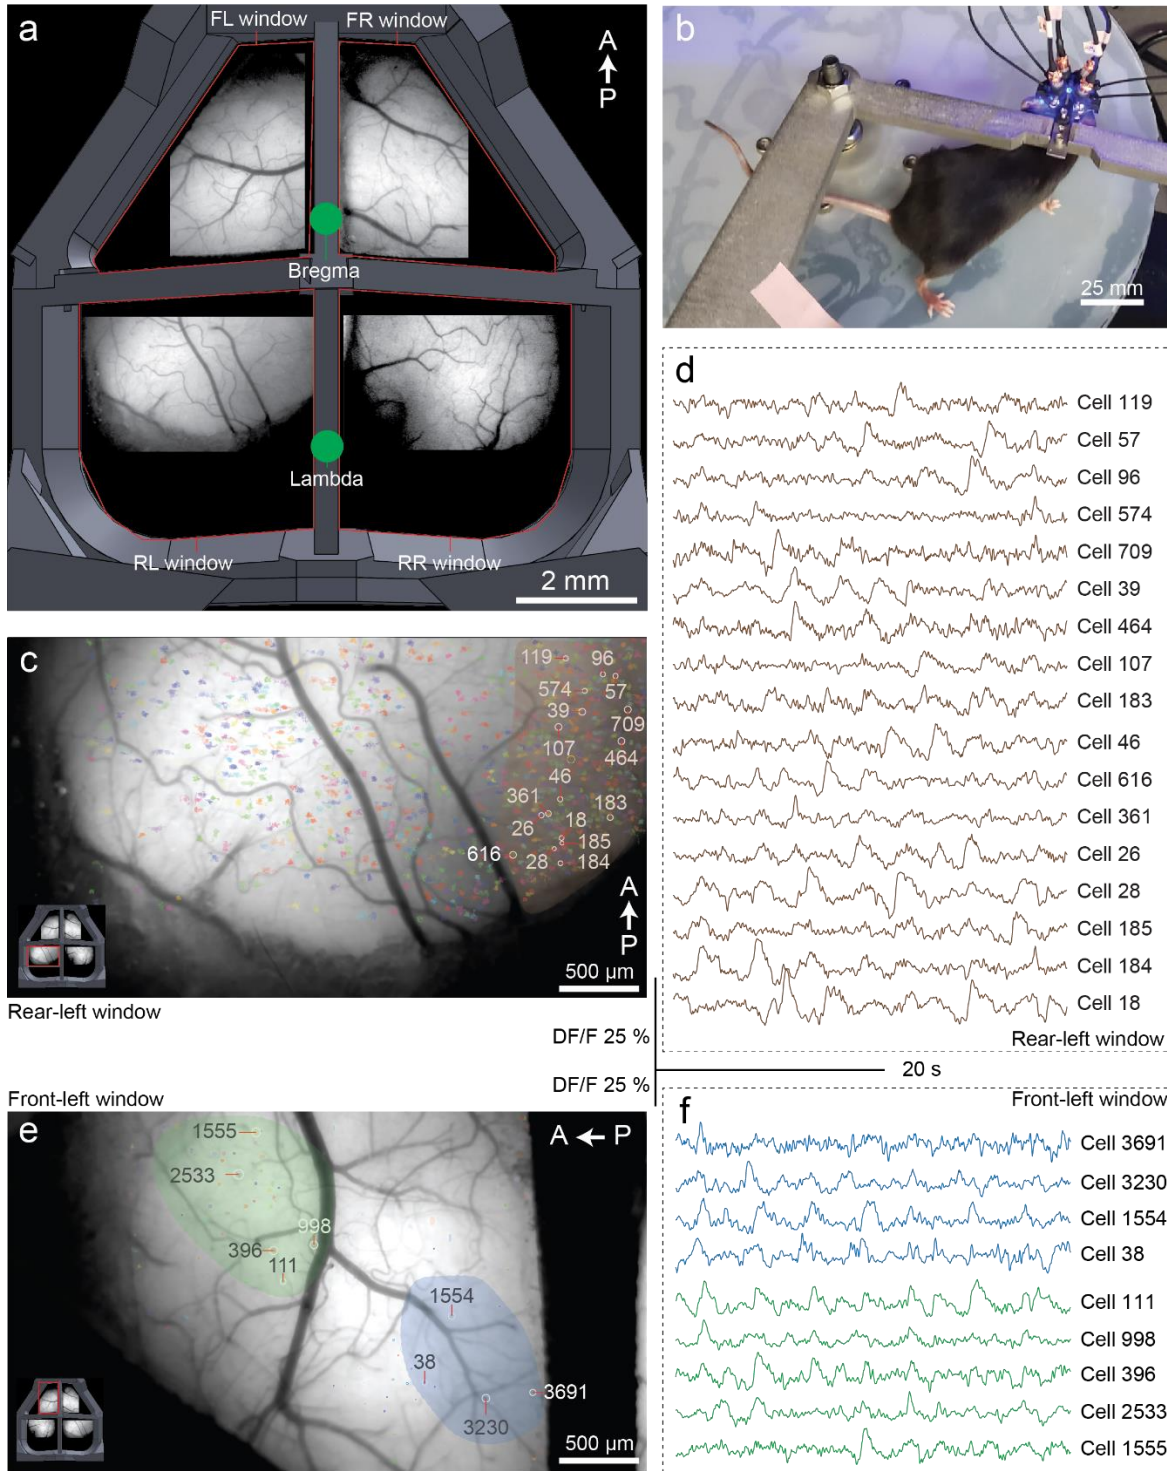 a
FL window
FR window
A
P
Bregma
Lambda
RL window
RR window
2 mm
b
25 mm
c
119
96
574
57
39
709
107
464
46
361
183
26
18
185
616
28
184
A
P
500 µm
Rear-left window
d
Cell 119
Cell 57
Cell 96
Cell 574
Cell 709
Cell 39
Cell 464
Cell 107
Cell 183
Cell 46
Cell 616
Cell 361
Cell 26
Cell 28
Cell 185
Cell 184
Cell 18
Rear-left window
DF/F 25 %
20 s
DF/F 25 %
Front-left window
e
1555
A P
2533
998
396
111
1554
38
3691
3230
500 µm
f
Front-left window
Cell 3691
Cell 3230
Cell 1554
Cell 38
Cell 111
Cell 998
Cell 396
Cell 2533
Cell 1555